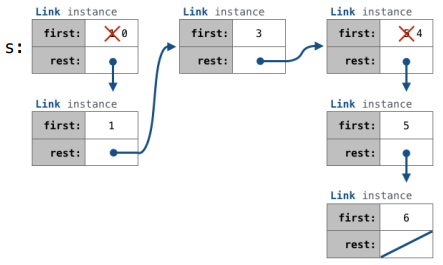 Link instance
Link instance
Link instance
s:
first: 1 0
rest:
first: 3
rest:
first: 5 4
rest:
Link instance
first: 1
rest:
Link instance
first: 5
rest:
Link instance
first: 6
rest: